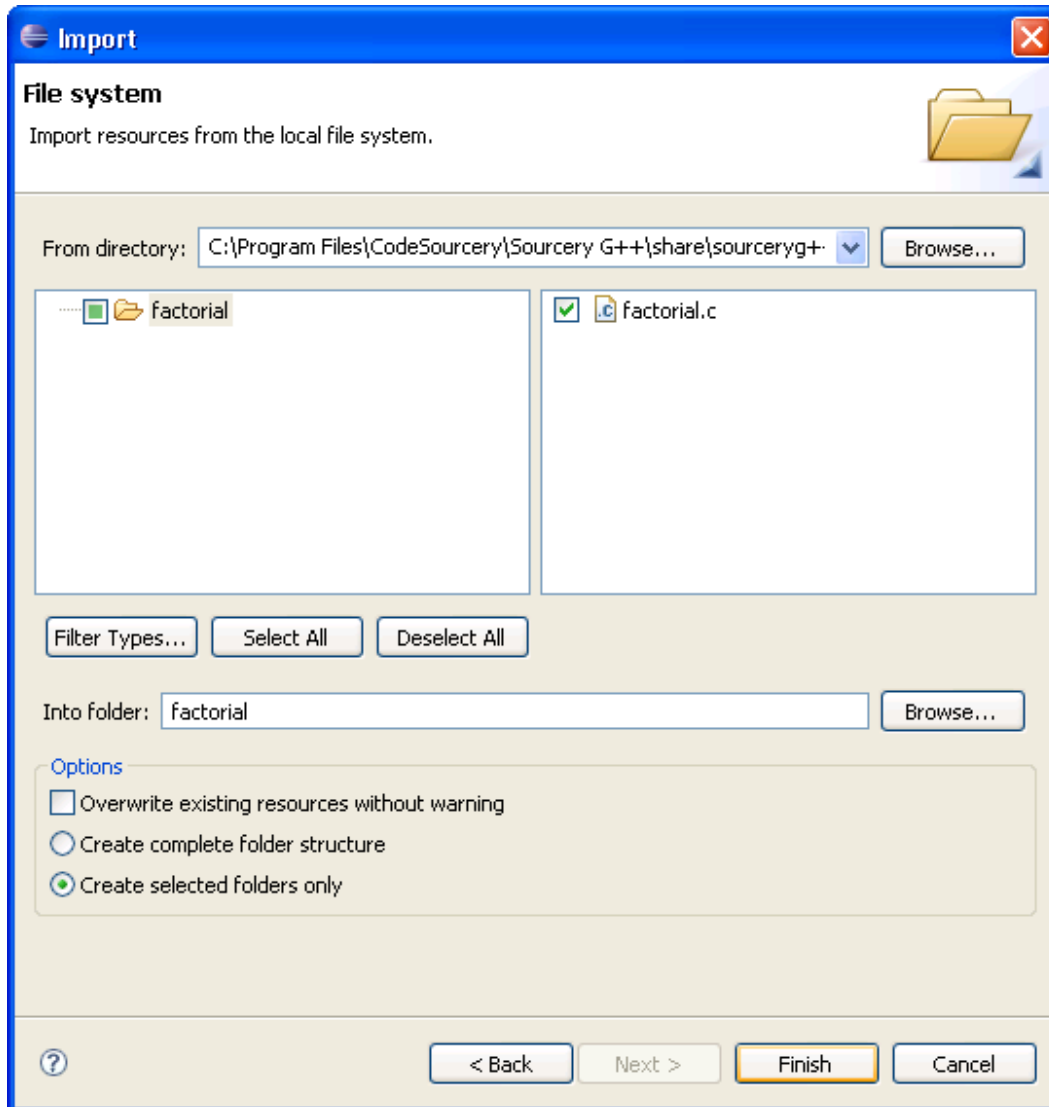 Import
File system
Import resources from the local file system.
From directory: C:\Program Files\CodeSourcery\Sourcery G++\share\sourceryg+ Browse...
factorial
factorial.c
Filter Types... Select All Deselect All
Into folder: factorial Browse...
Options
Overwrite existing resources without warning
Create complete folder structure
Create selected folders only
? < Back Next > Finish Cancel